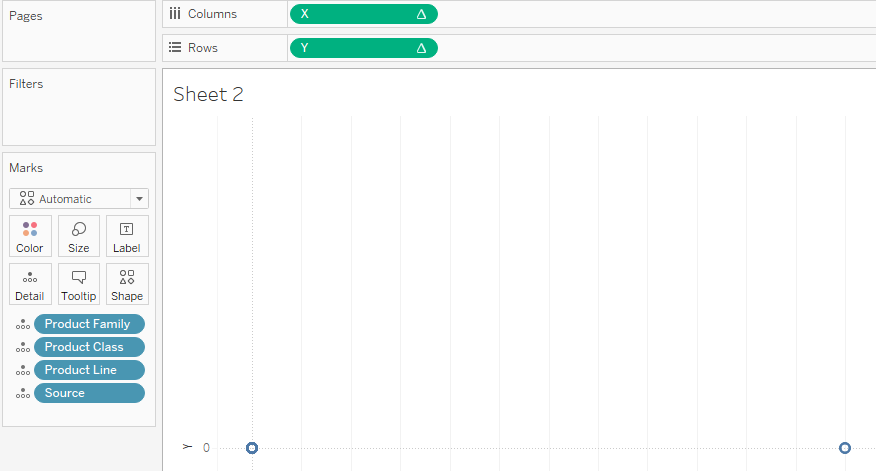 Pages
Columns
X
Δ
Rows
Y
Δ
Filters
Sheet 2
Marks
Automatic
Color
Size
T
Label
Detail
Tooltip
Shape
Product Family
Product Class
Product Line
Source
Y
0